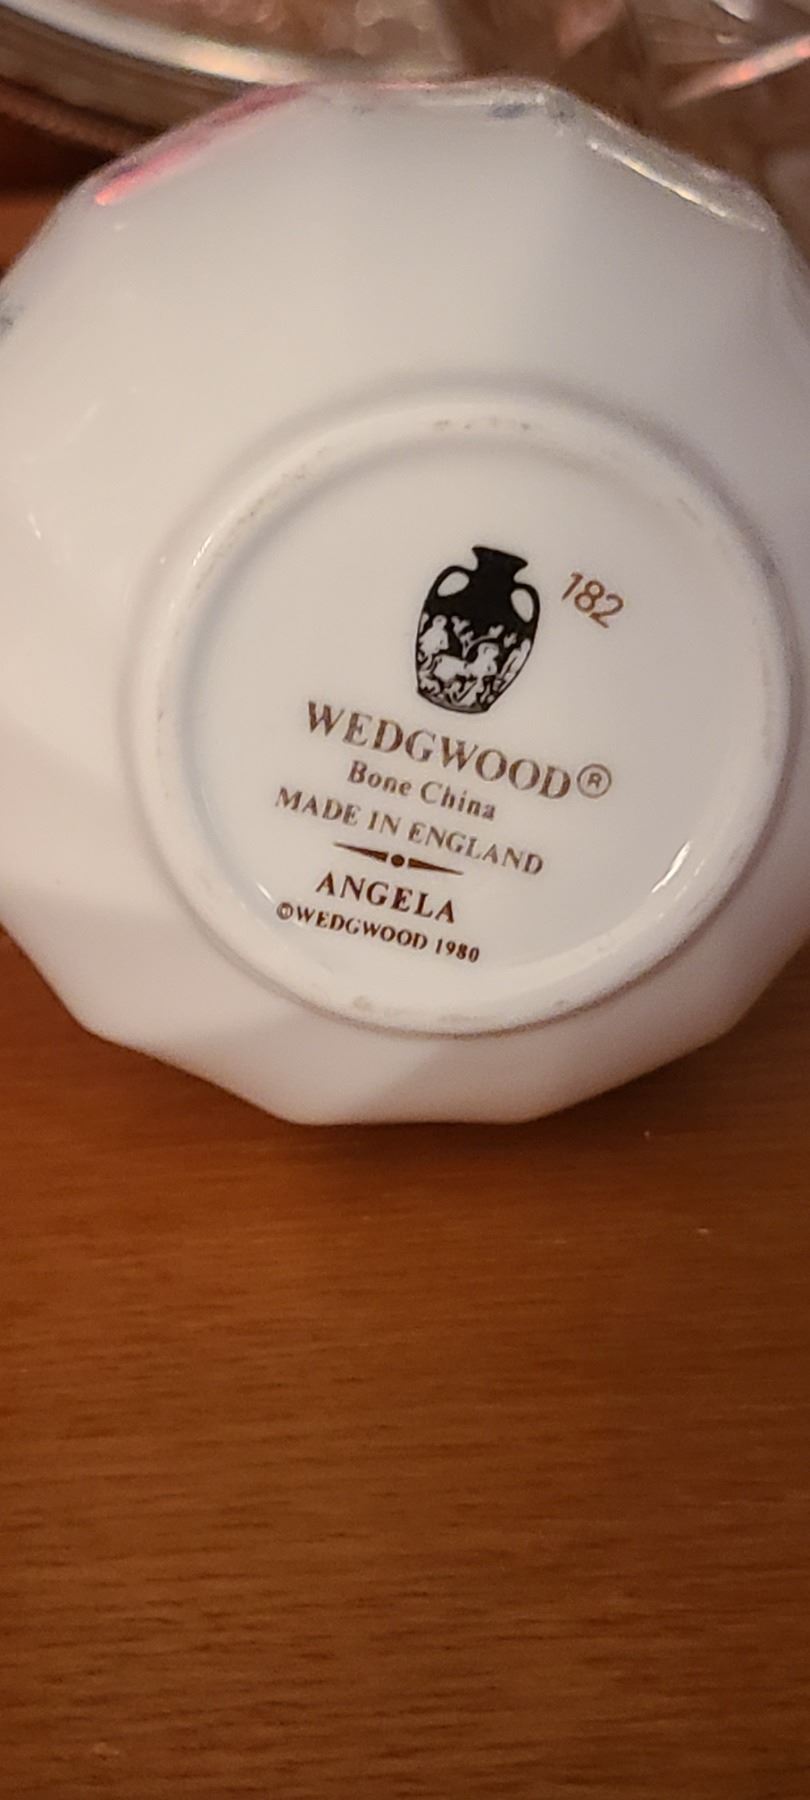 182
WEDGWOOD®
Bone China
MADE IN ENGLAND
ANGELA
©WEDGWOOD 1980